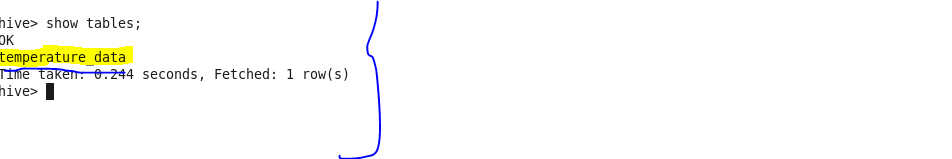 hive> show tables;
OK
temperature_data
Time taken: 0.244 seconds, Fetched: 1 row(s)
hive>